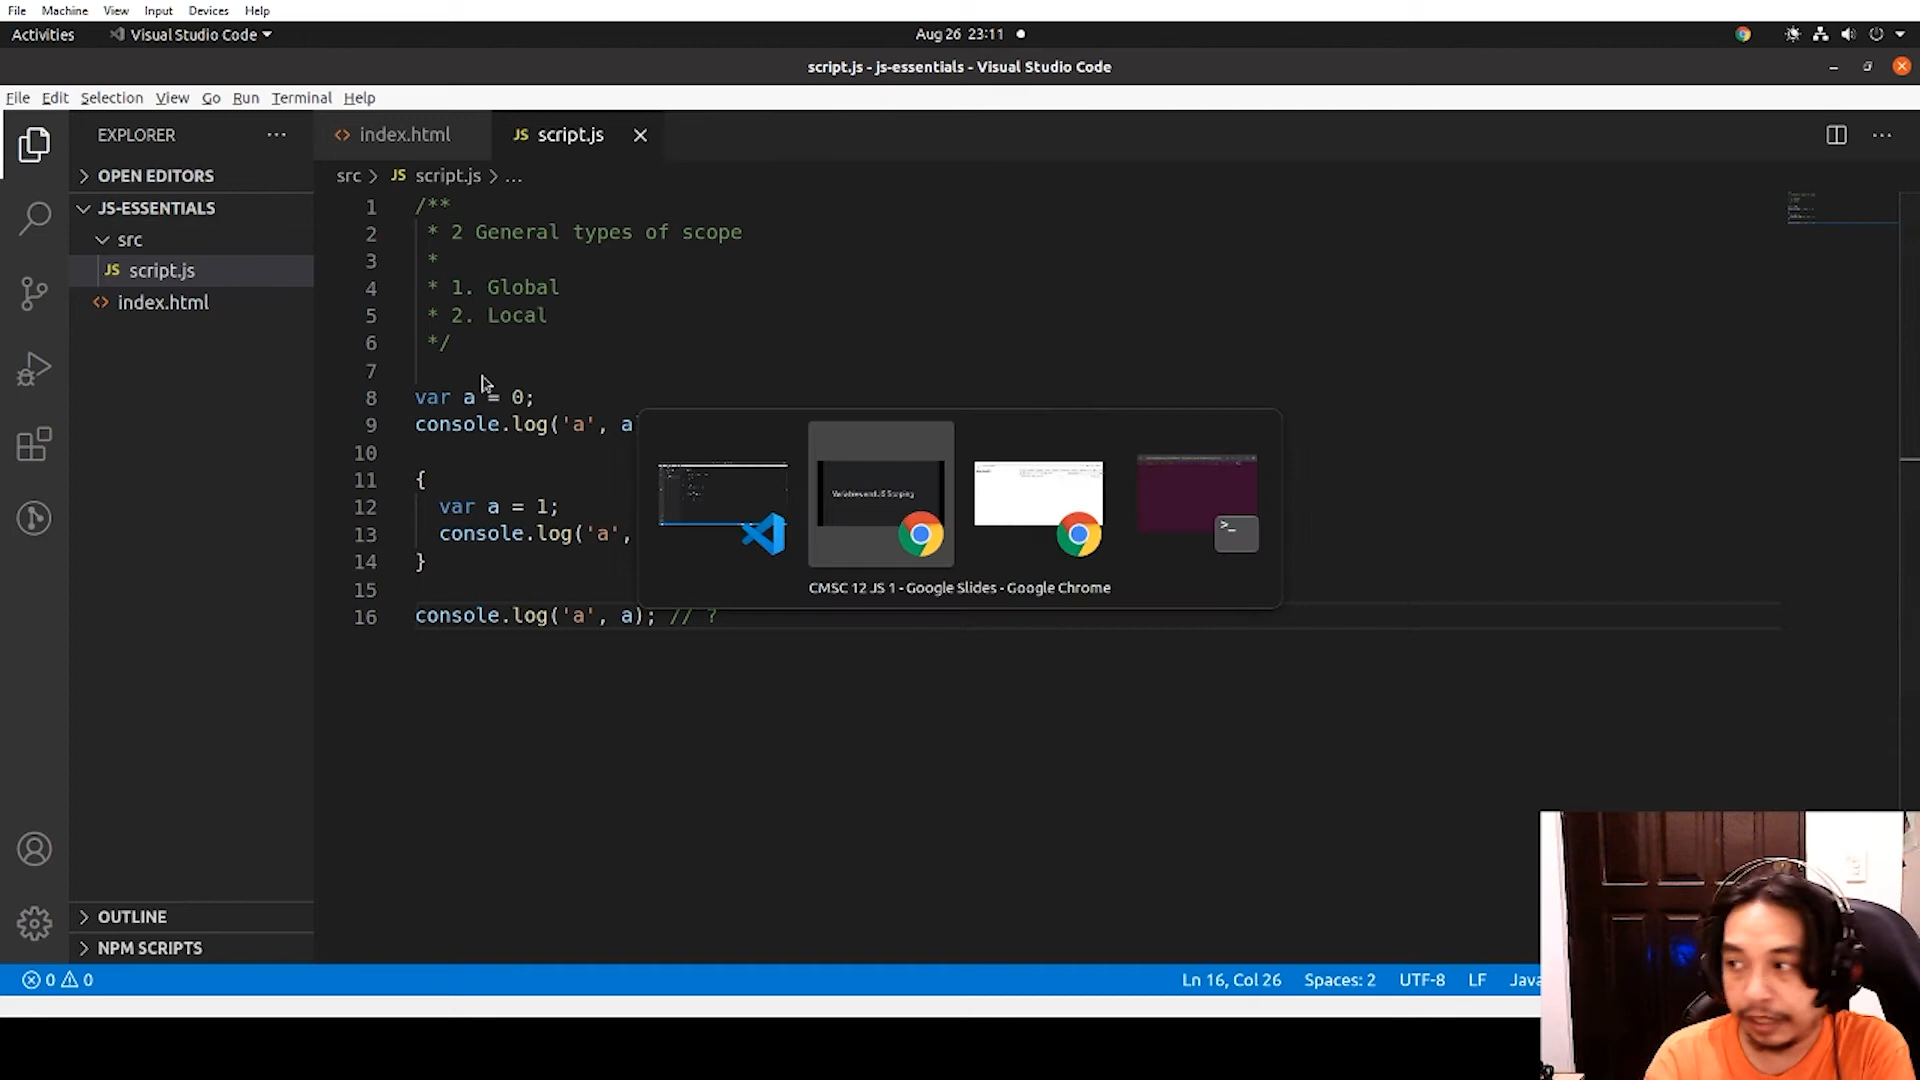 File Machine View Input Devices Help
Activities Visual Studio Code Aug 26 23:11
script.js - js-essentials - Visual Studio Code
File Edit Selection View Go Run Terminal Help
EXPLORER ...
index.html
JS script.js
OPEN EDITORS
JS-ESSENTIALS
src
JS script.js
index.html
src > JS script.js > ...
1 /**
2 * 2 General types of scope
3 *
4 * 1. Global
5 * 2. Local
6 */
7
8 var a = 0;
9 console.log('a', a
10
11 {
12 var a = 1;
13 console.log('a',
14 }
15
16 console.log('a', a); // ?
Variables and JS Scoping
CMSC 12 JS 1 - Google Slides - Google Chrome
OUTLINE
NPM SCRIPTS
0 0
Ln 16, Col 26 Spaces: 2 UTF-8 LF Java